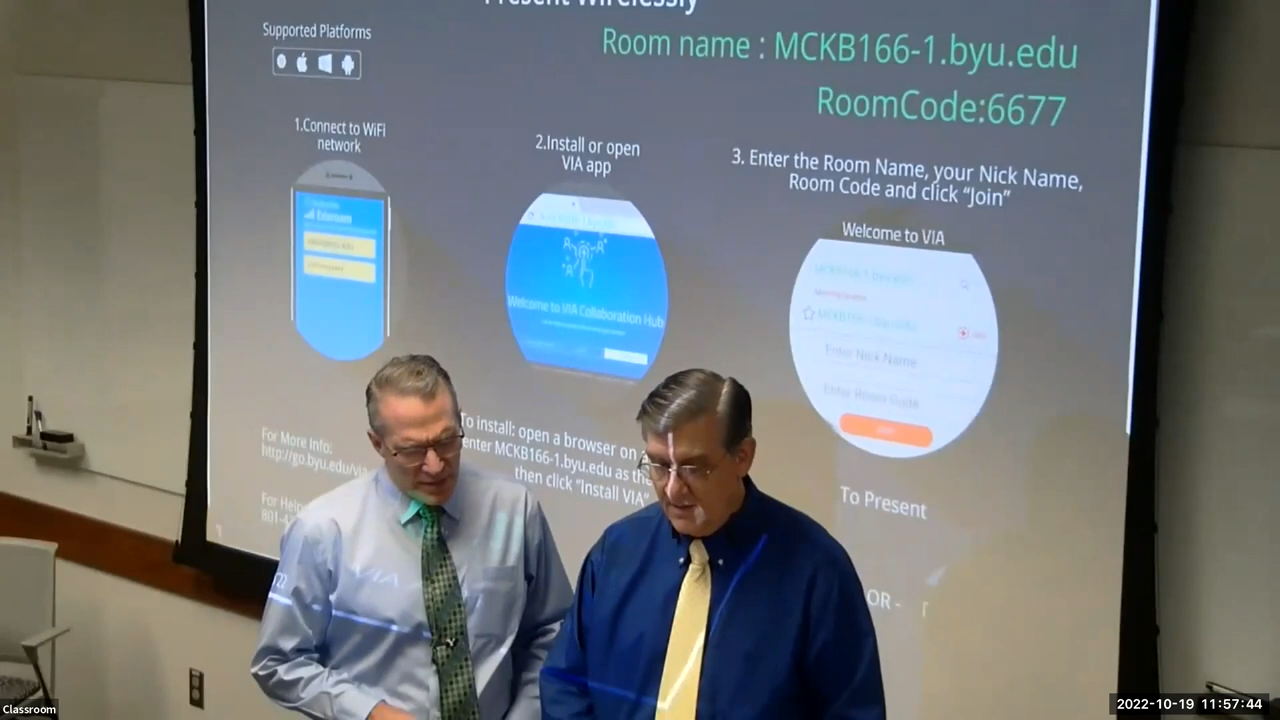 Present Wirelessly
Supported Platforms
Room name : MCKB166-1.byu.edu
RoomCode:6677
1.Connect to WiFi
network
2.Install or open
VIA app
3. Enter the Room Name, your Nick Name,
Room Code and click “Join”
Welcome to VIA
Eduroam
Welcome to VIA Collaboration Hub
Enter Nick Name
Enter Room Code
To install: open a browser on
enter MCKB166-1.byu.edu as
then click “Install VIA”
For More Info:
http://go.byu.edu/via
For Help
To Present
OR -
VIA
Classroom
2022-10-19 11:57:44